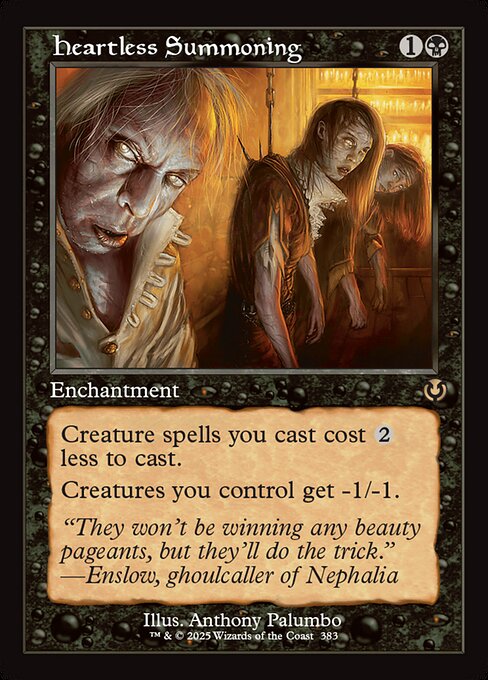 Heartless Summoning 1
Enchantment
Creature spells you cast cost 2
less to cast.
Creatures you control get -1/-1.
“They won’t be winning any beauty
pageants, but they’ll do the trick.”
—Enslow, ghoulcaller of Nephalia
Illus. Anthony Palumbo
™ & © 2025 Wizards of the Coast 383